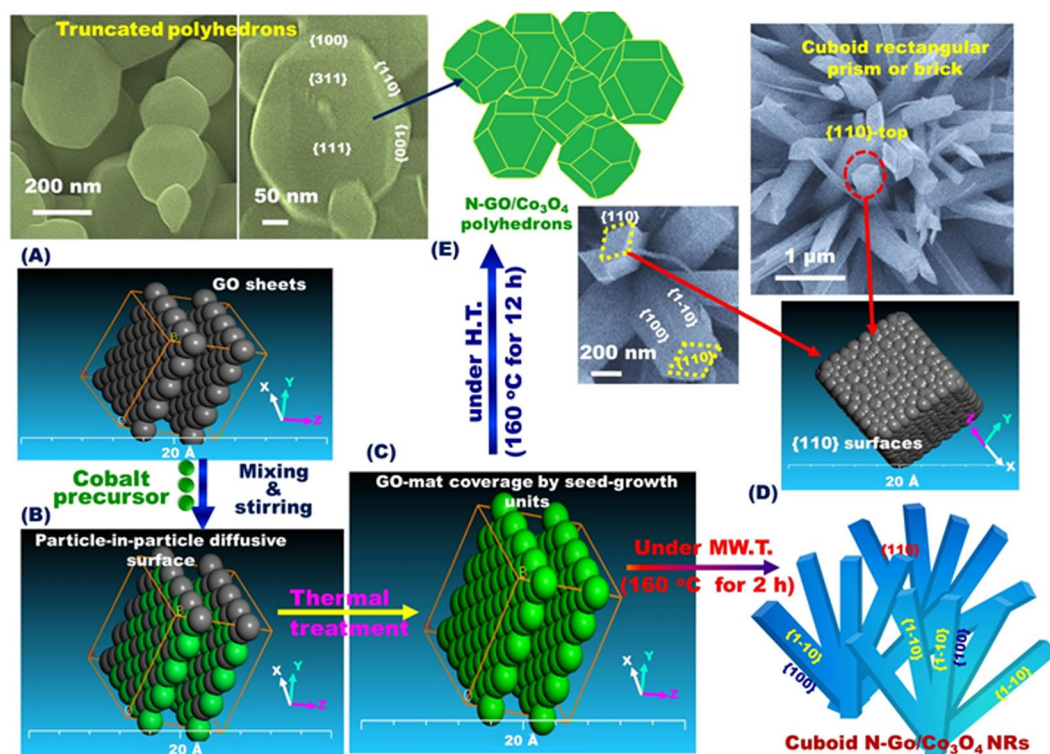 Truncated polyhedrons
{100}
{311}
{110}
{111}
{001}
200 nm
50 nm
N-GO/Co3O4
polyhedrons
Cuboid rectangular
prism or brick
{110}-top
1 µm
(A)
GO sheets
B
O
X
Y
Z
20 Å
(E)
under H.T.
(160 °C for 12 h)
{110}
{1-10}
{100}
{110}
200 nm
{110} surfaces
Z
Y
X
20 Å
Cobalt
precursor
Mixing
&
stirring
(B)
Particle-in-particle diffusive
surface
B
O
X
Y
Z
20 Å
Thermal
treatment
(C)
GO-mat coverage by seed-growth
units
B
O
X
Y
Z
20 Å
Under MW.T.
(160 °C for 2 h)
(D)
{110}
{1-10}
{100}
{1-10}
{1-10}
{100}
{1-10}
Cuboid N-Go/Co3O4 NRs